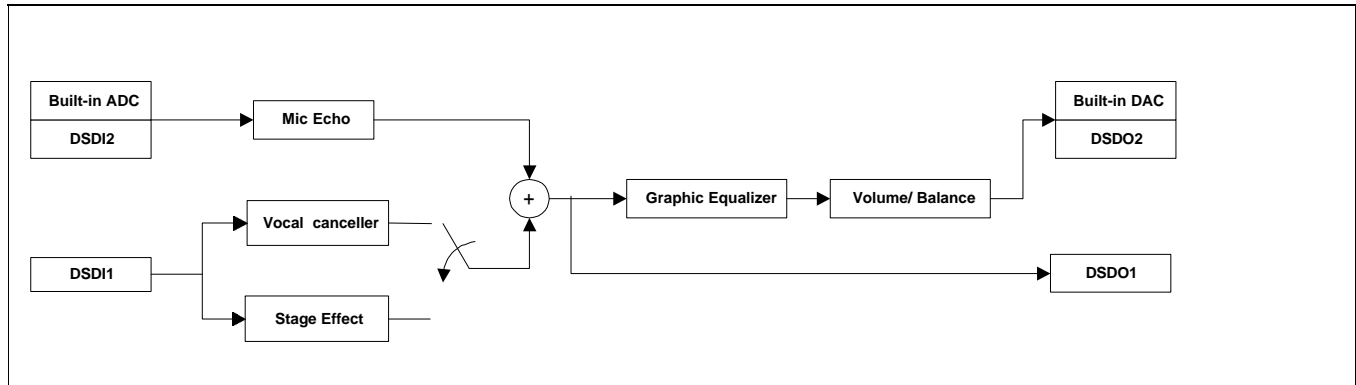 Built-in ADC
DSDI2
Mic Echo
Built-in DAC
DSDO2
+
Graphic Equalizer
Volume/ Balance
Vocal canceller
DSDI1
DSDO1
Stage Effect